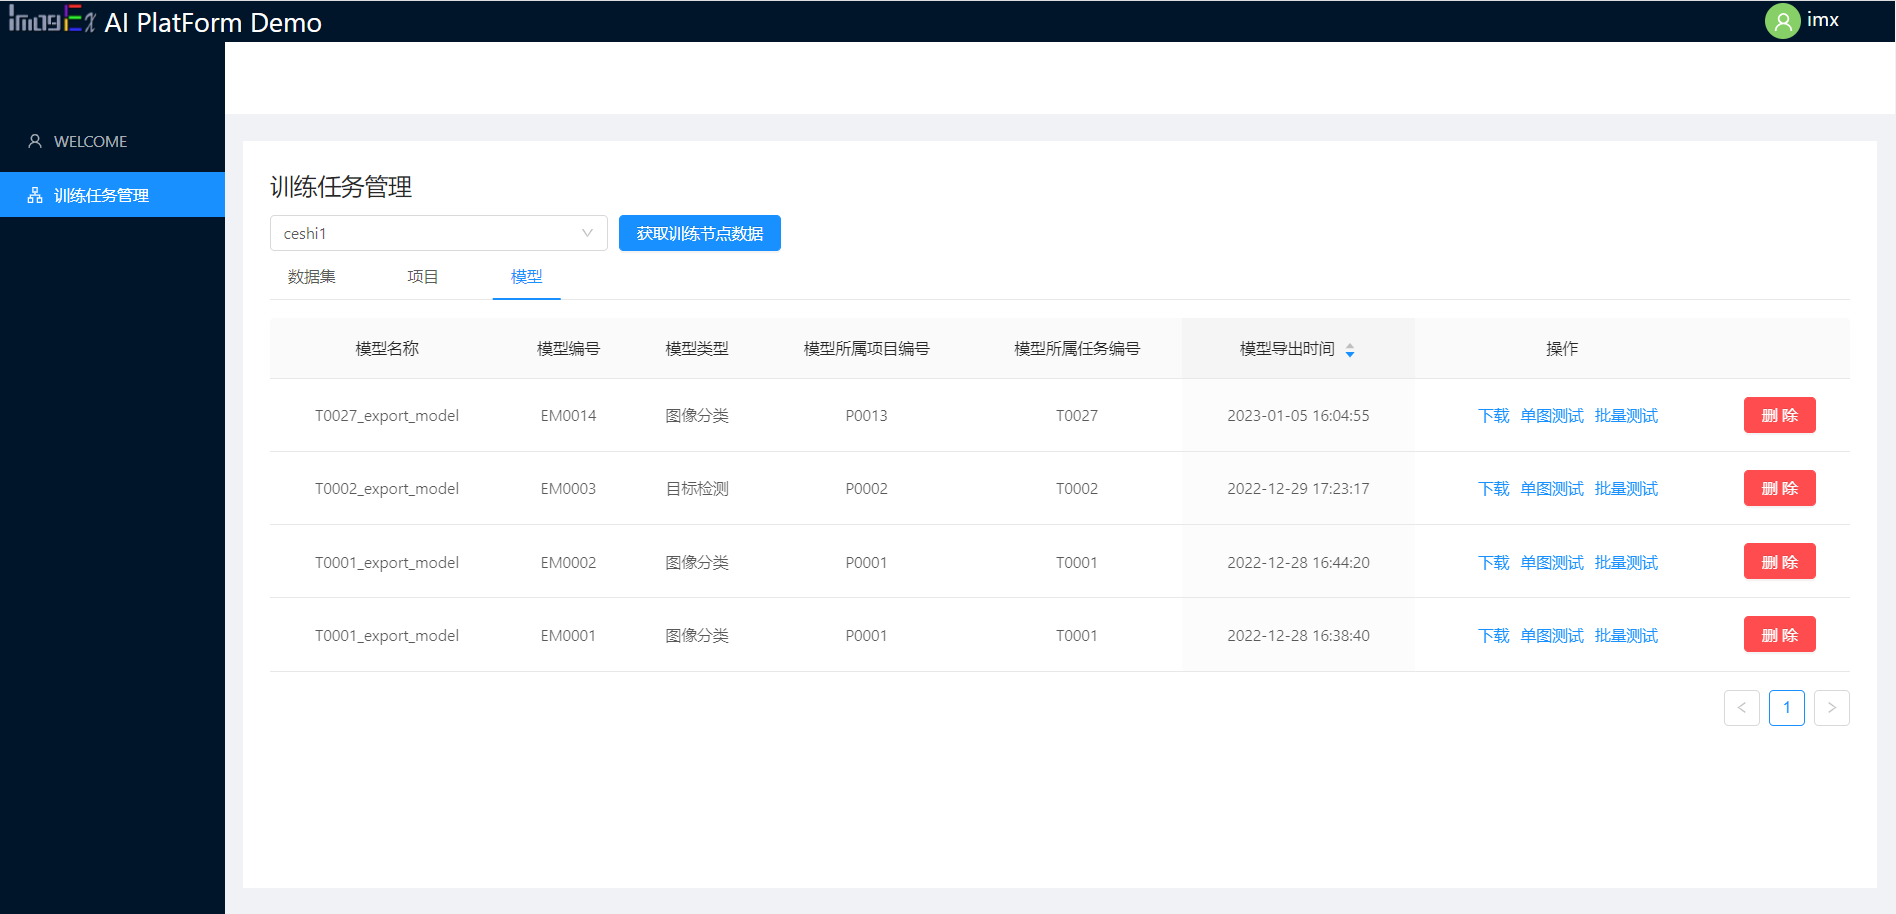 ImagEX AI PlatForm Demo
imx
WELCOME
训练任务管理
训练任务管理
ceshi1
获取训练节点数据
数据集 项目 模型
模型名称 模型编号 模型类型 模型所属项目编号 模型所属任务编号 模型导出时间 操作
T0027_export_model EM0014 图像分类 P0013 T0027 2023-01-05 16:04:55 下载 单图测试 批量测试 删 除
T0002_export_model EM0003 目标检测 P0002 T0002 2022-12-29 17:23:17 下载 单图测试 批量测试 删 除
T0001_export_model EM0002 图像分类 P0001 T0001 2022-12-28 16:44:20 下载 单图测试 批量测试 删 除
T0001_export_model EM0001 图像分类 P0001 T0001 2022-12-28 16:38:40 下载 单图测试 批量测试 删 除
< 1 >